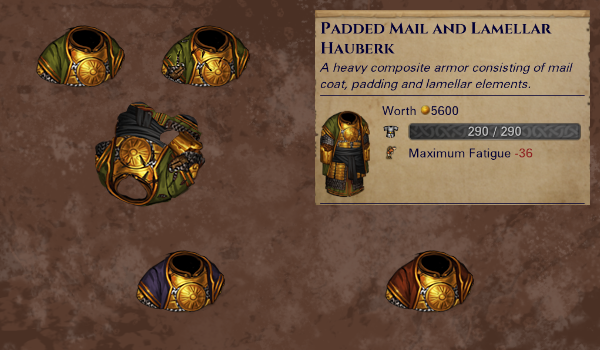 Padded Mail and Lamellar
Hauberk
A heavy composite armor consisting of mail
coat, padding and lamellar elements.
Worth 5600
290 / 290
Maximum Fatigue -36